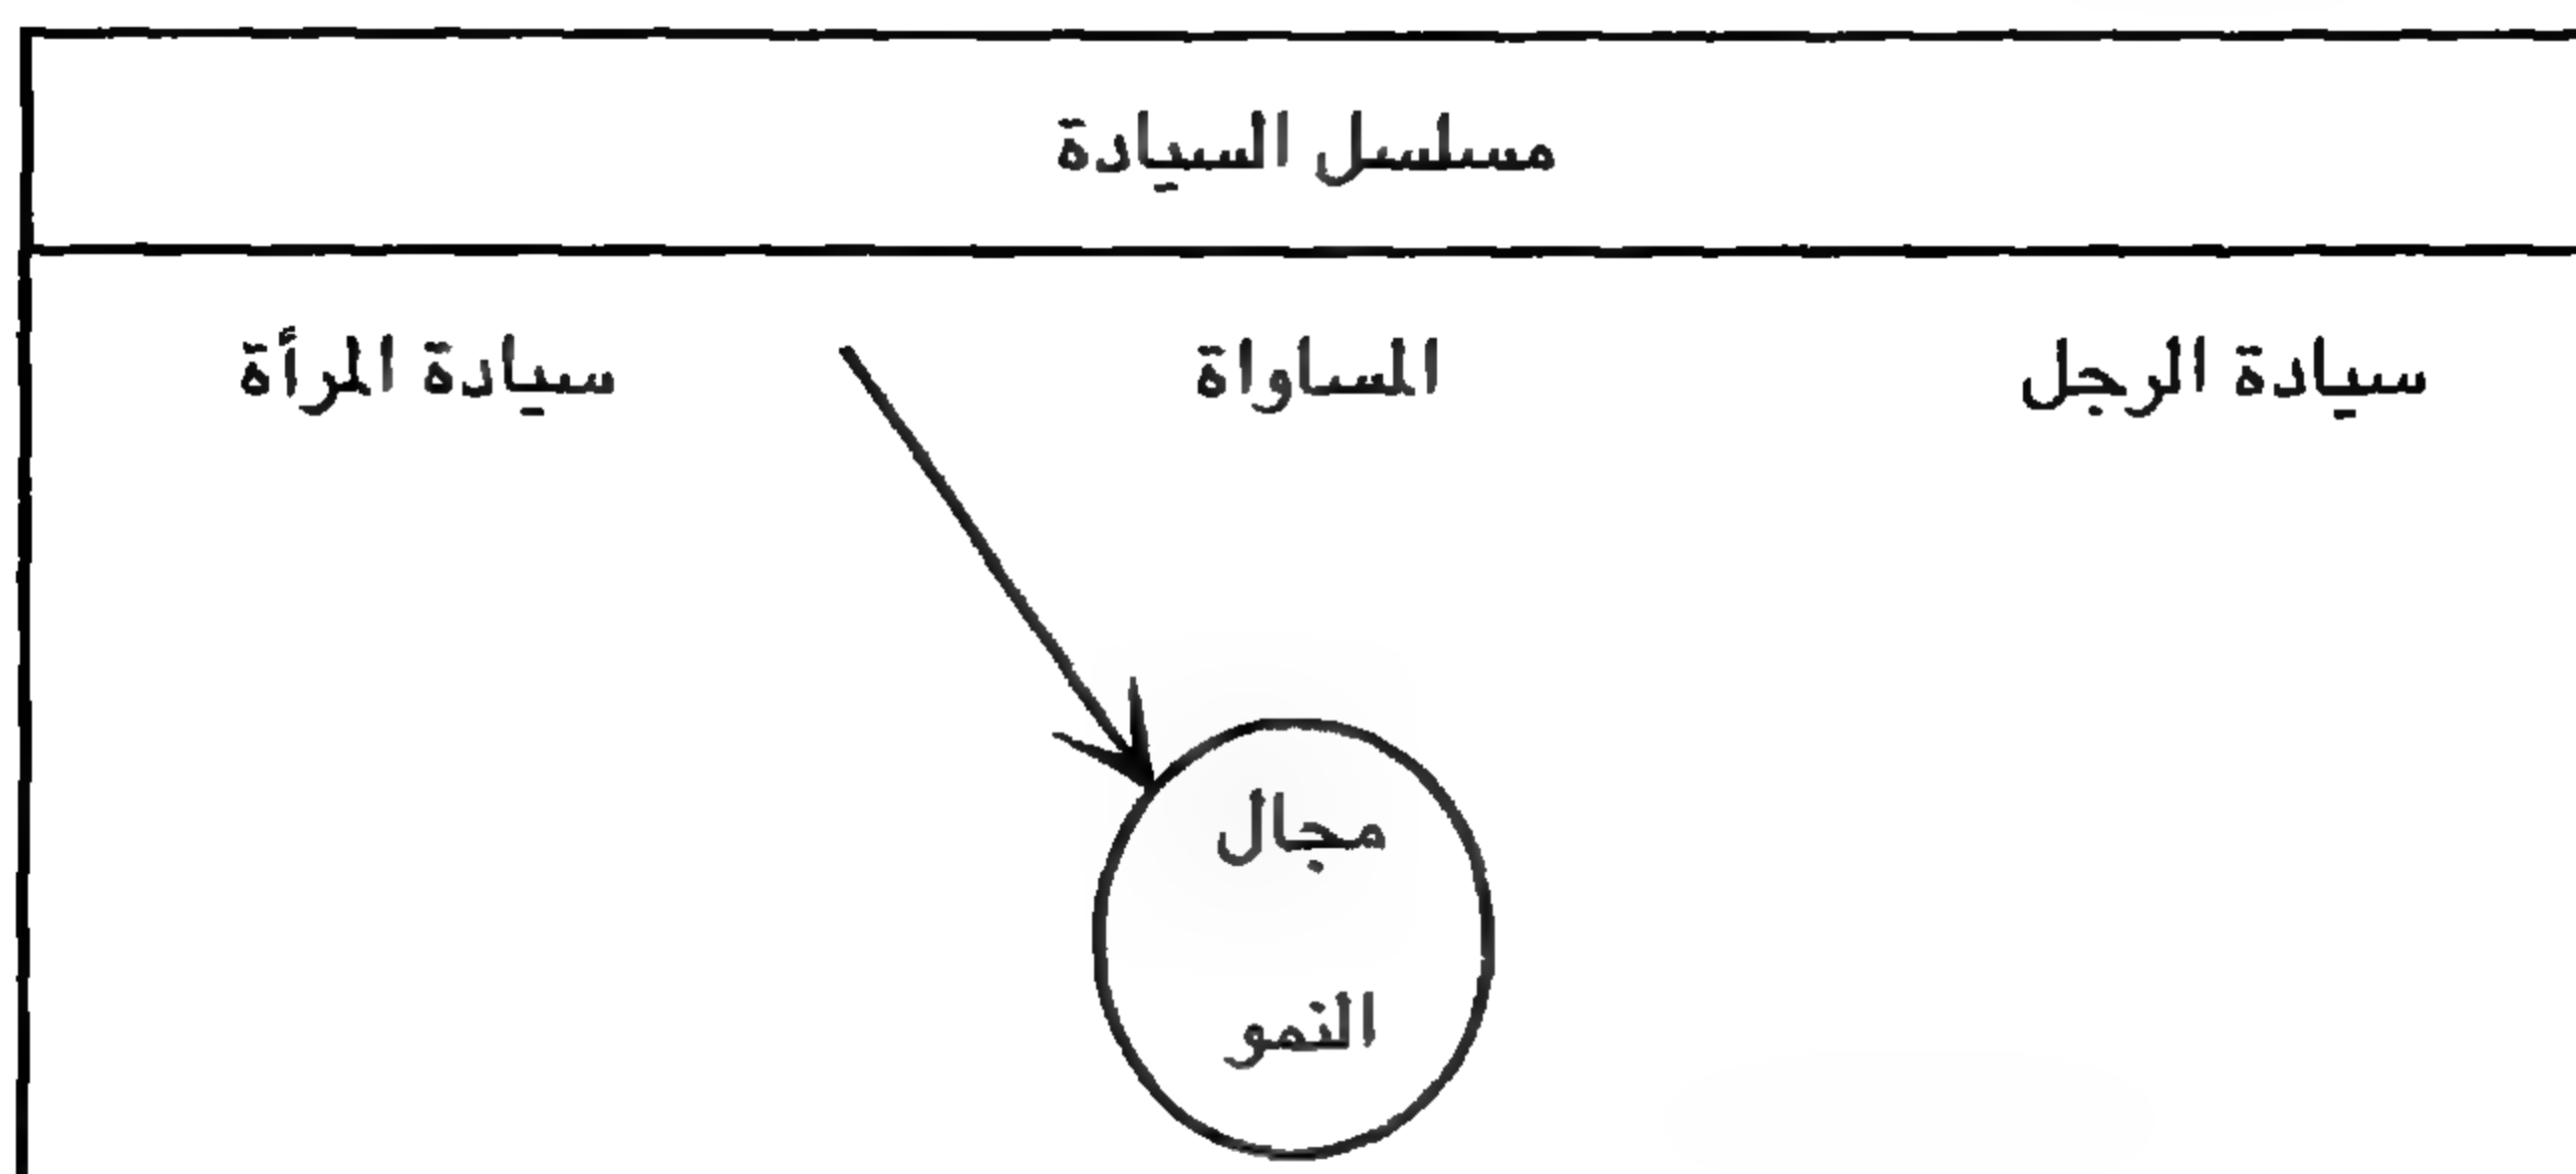 مسلسل السيادة
سيادة الرجل المساواة سيادة المرأة
مجال
النمو